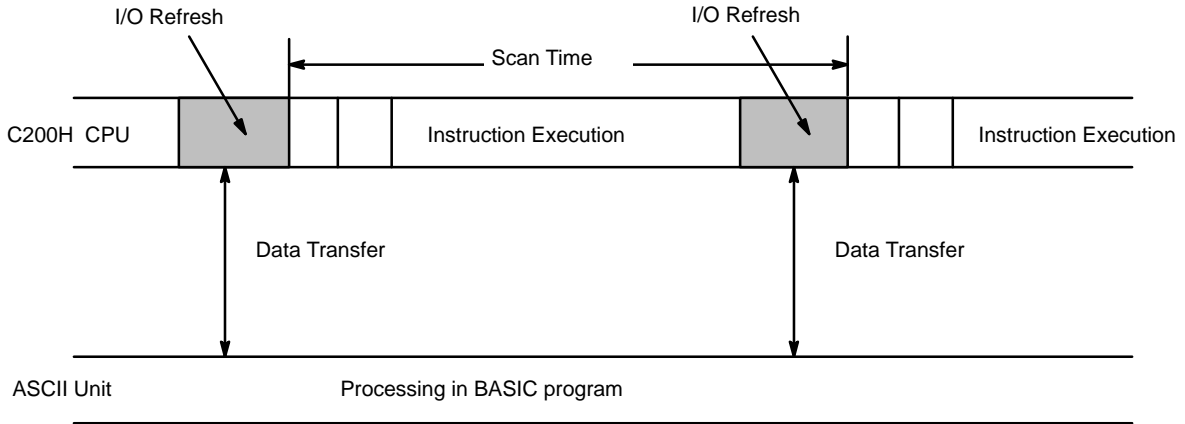 I/O Refresh
I/O Refresh
Scan Time
C200H CPU
Instruction Execution
Instruction Execution
Data Transfer
Data Transfer
ASCII Unit
Processing in BASIC program